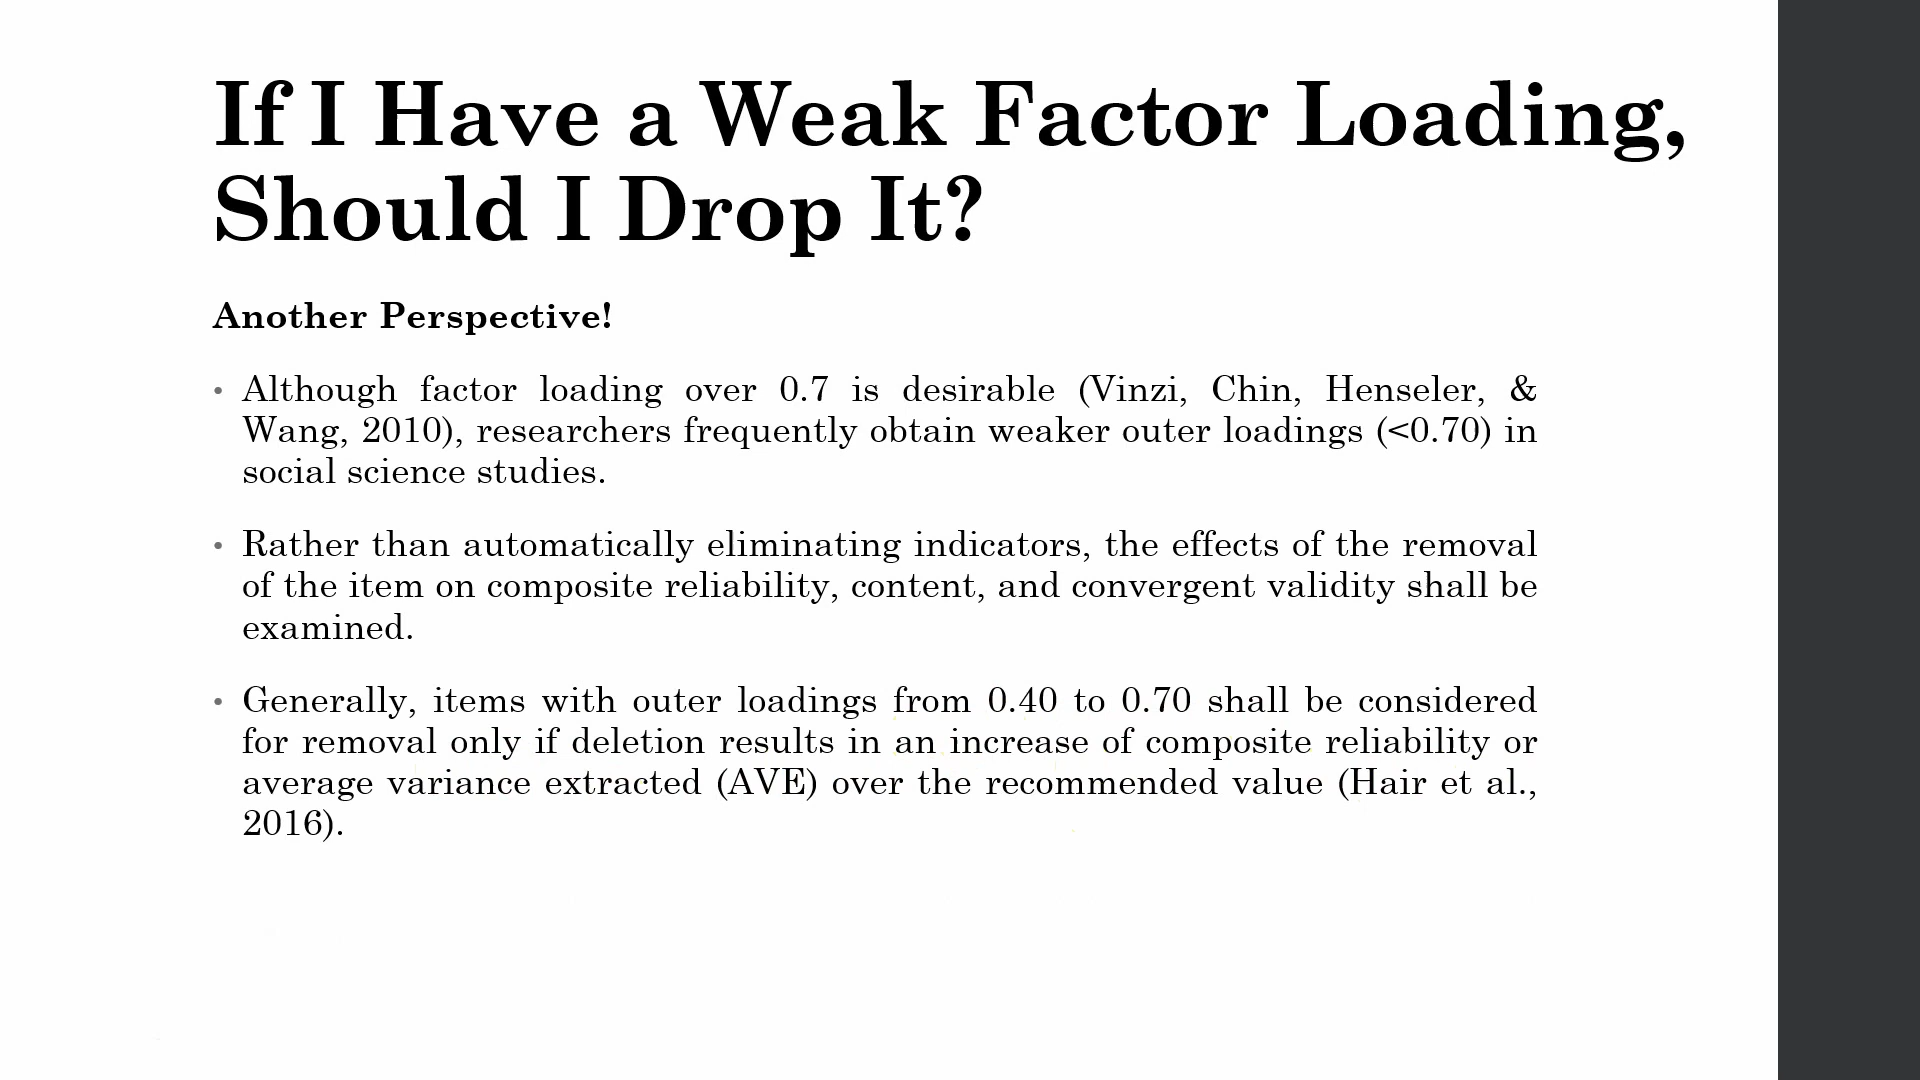 If I Have a Weak Factor Loading,
Should I Drop It?
Another Perspective!
• Although factor loading over 0.7 is desirable (Vinzi, Chin, Henseler, &
Wang, 2010), researchers frequently obtain weaker outer loadings (<0.70) in
social science studies.
• Rather than automatically eliminating indicators, the effects of the removal
of the item on composite reliability, content, and convergent validity shall be
examined.
• Generally, items with outer loadings from 0.40 to 0.70 shall be considered
for removal only if deletion results in an increase of composite reliability or
average variance extracted (AVE) over the recommended value (Hair et al.,
2016).